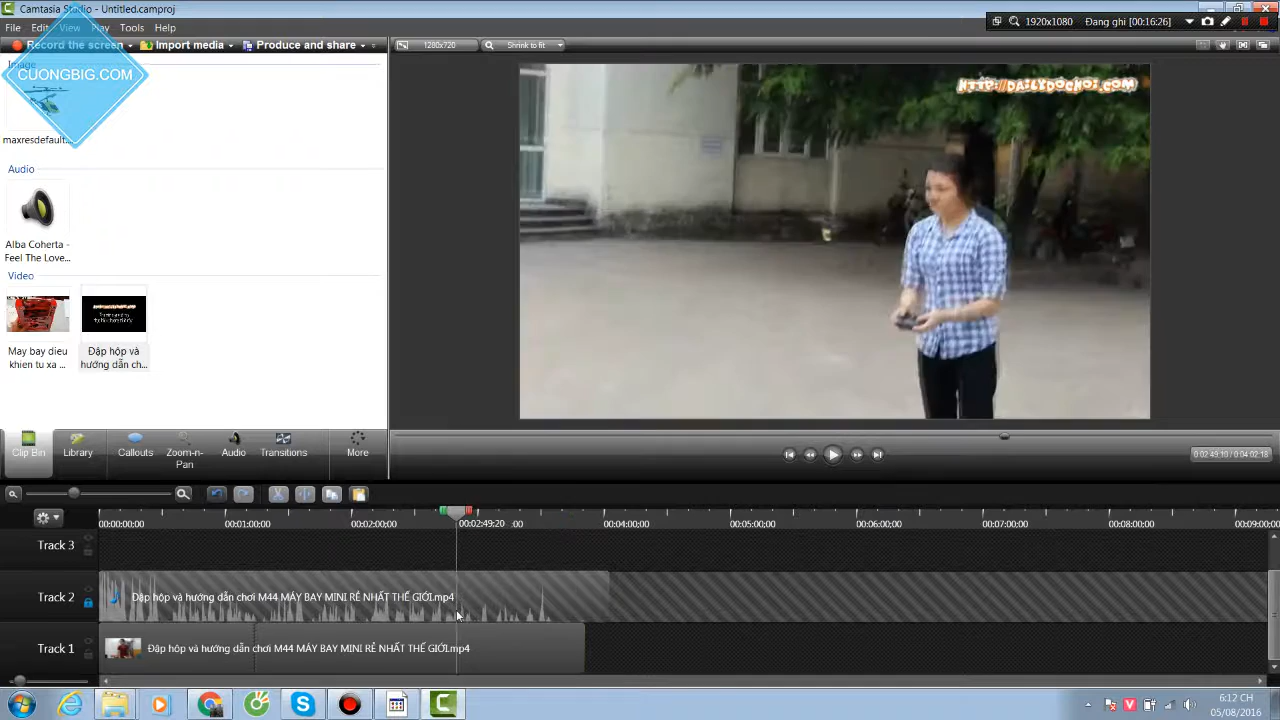 Camtasia Studio - Untitled.camproj
File Edit View Play Tools Help
1920x1080 Đang ghi [00:16:26]
Record the screen Import media Produce and share
1280x720 Shrink to fit
Image
CUONGBIG.COM
HTTP://DAILYDOCHOI.COM
maxresdefault...
Audio
Alba Coherta -
Feel The Love...
Video
May bay dieu
khien tu xa ...
Đập hộp và
hướng dẫn ch...
Clip Bin Library Callouts Zoom-n-
Pan Audio Transitions More
0:02:49;10 / 0:04:02;18
00:00:00;00 00:01:00;00 00:02:00;00 00:02:49;20 :00 00:04:00;00 00:05:00;00 00:06:00;00 00:07:00;00 00:08:00;00 00:09:00;0
Track 3
Track 2 Đập hộp và hướng dẫn chơi M44 MÁY BAY MINI RẺ NHẤT THẾ GIỚI.mp4
Track 1 Đập hộp và hướng dẫn chơi M44 MÁY BAY MINI RẺ NHẤT THẾ GIỚI.mp4
6:12 CH
05/08/2016